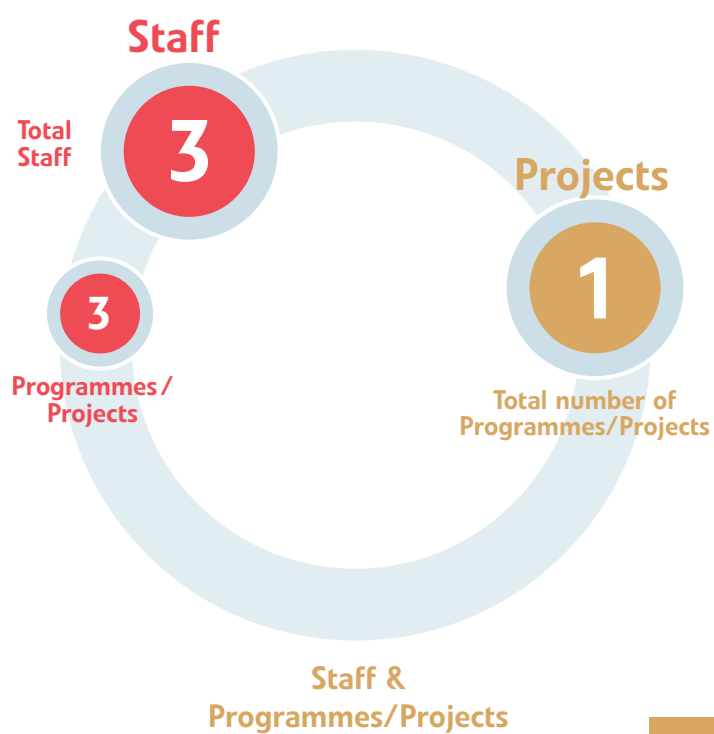 Staff
Total
Staff
3
3
Programmes/
Projects
Projects
1
Total number of
Programmes/Projects
Staff &
Programmes/Projects